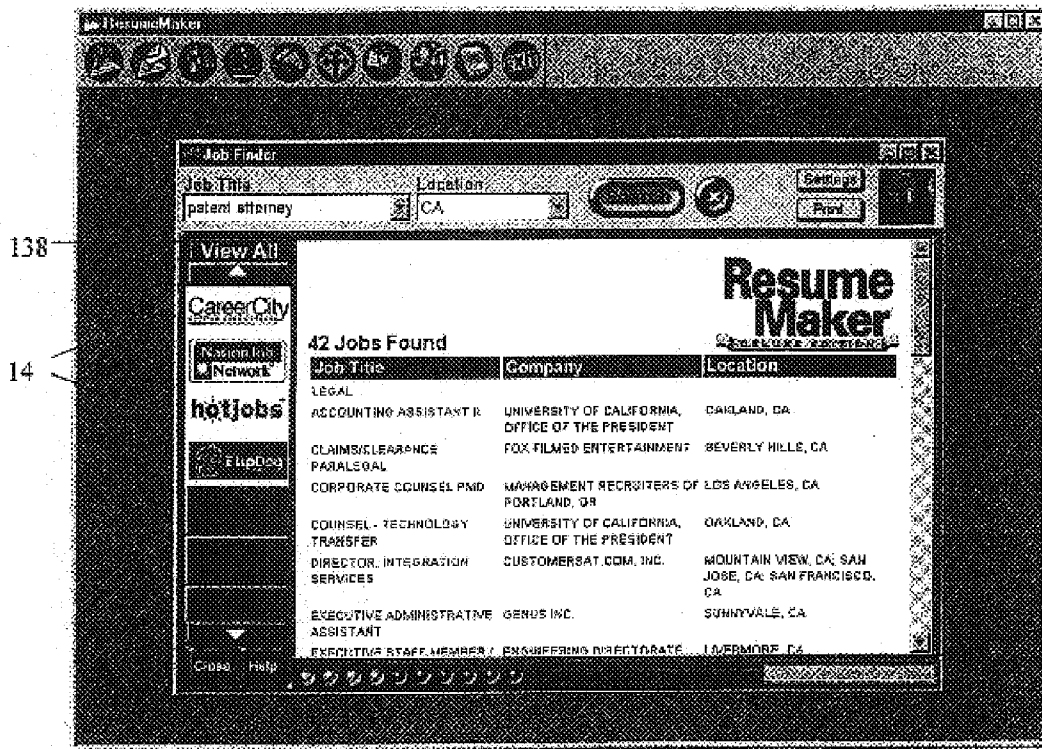 ResumeMaker
Job Finder
Job Title
Location
patent attorney
CA
Settings
Print
138
View All
CareerCity
Network
14
hotjobs
FlipDog
Resume
Maker
42 Jobs Found
Job Title Company Location
LEGAL
ACCOUNTING ASSISTANT II UNIVERSITY OF CALIFORNIA, OAKLAND, CA
OFFICE OF THE PRESIDENT
CLAIMS/CLEARANCE FOX FILMED ENTERTAINMENT BEVERLY HILLS, CA
PARALEGAL
CORPORATE COUNSEL PMD MANAGEMENT RECRUITERS OF LOS ANGELES, CA
PORTLAND, OR
COUNSEL - TECHNOLOGY UNIVERSITY OF CALIFORNIA, OAKLAND, CA
TRANSFER OFFICE OF THE PRESIDENT
DIRECTOR, INTEGRATION CUSTOMERSAT.COM, INC. MOUNTAIN VIEW, CA; SAN
SERVICES JOSE, CA; SAN FRANCISCO,
CA
EXECUTIVE ADMINISTRATIVE GENUS INC. SUNNYVALE, CA
ASSISTANT
EXECUTIVE STAFF MEMBER / ENGINEERING DIRECTORATE LIVERMORE, CA
Close Help